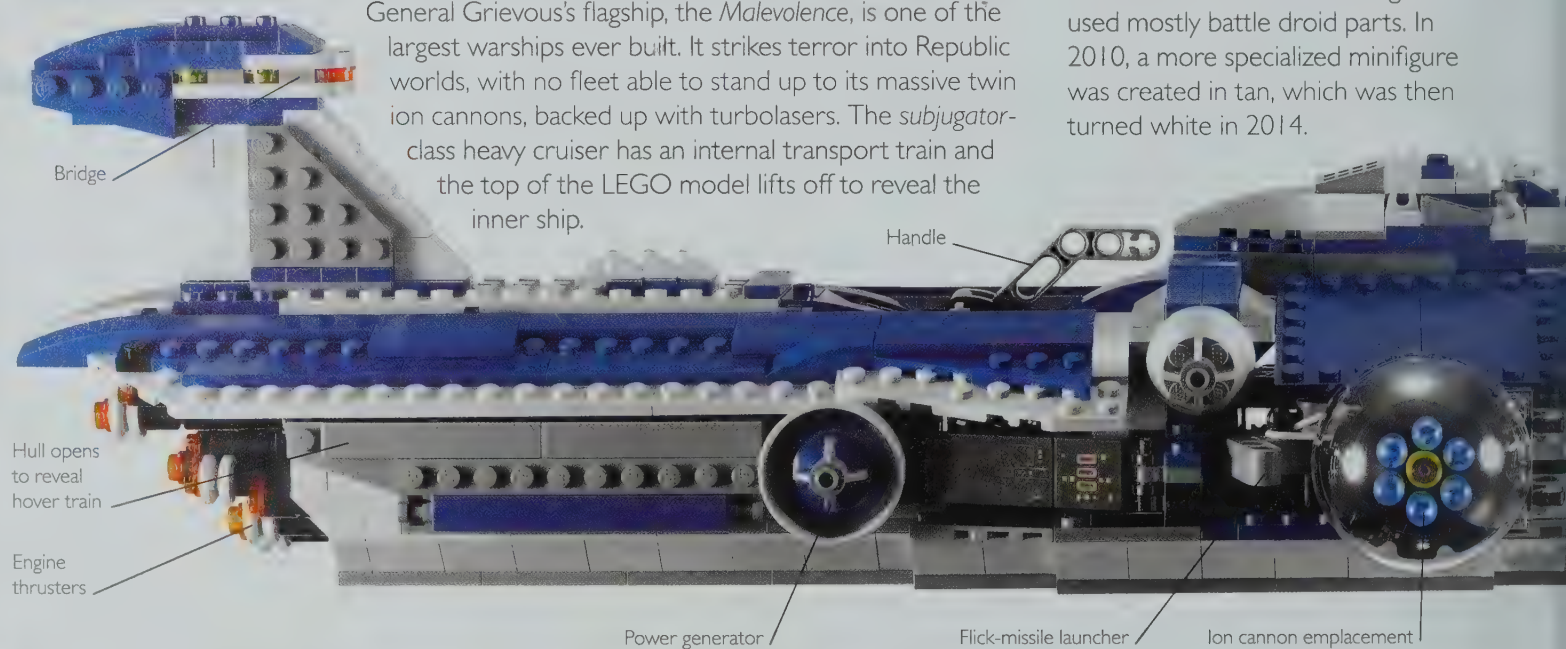 General Grievous's flagship, the Malevolence, is one of the
largest warships ever built. It strikes terror into Republic
worlds, with no fleet able to stand up to its massive twin
ion cannons, backed up with turbolasers. The subjugator-
class heavy cruiser has an internal transport train and
the top of the LEGO model lifts off to reveal the
inner ship.
used mostly battle droid parts. In
2010, a more specialized minifigure
was created in tan, which was then
turned white in 2014.
Bridge
Handle
Hull opens
to reveal
hover train
Engine
thrusters
Power generator
Flick-missile launcher
Ion cannon emplacement